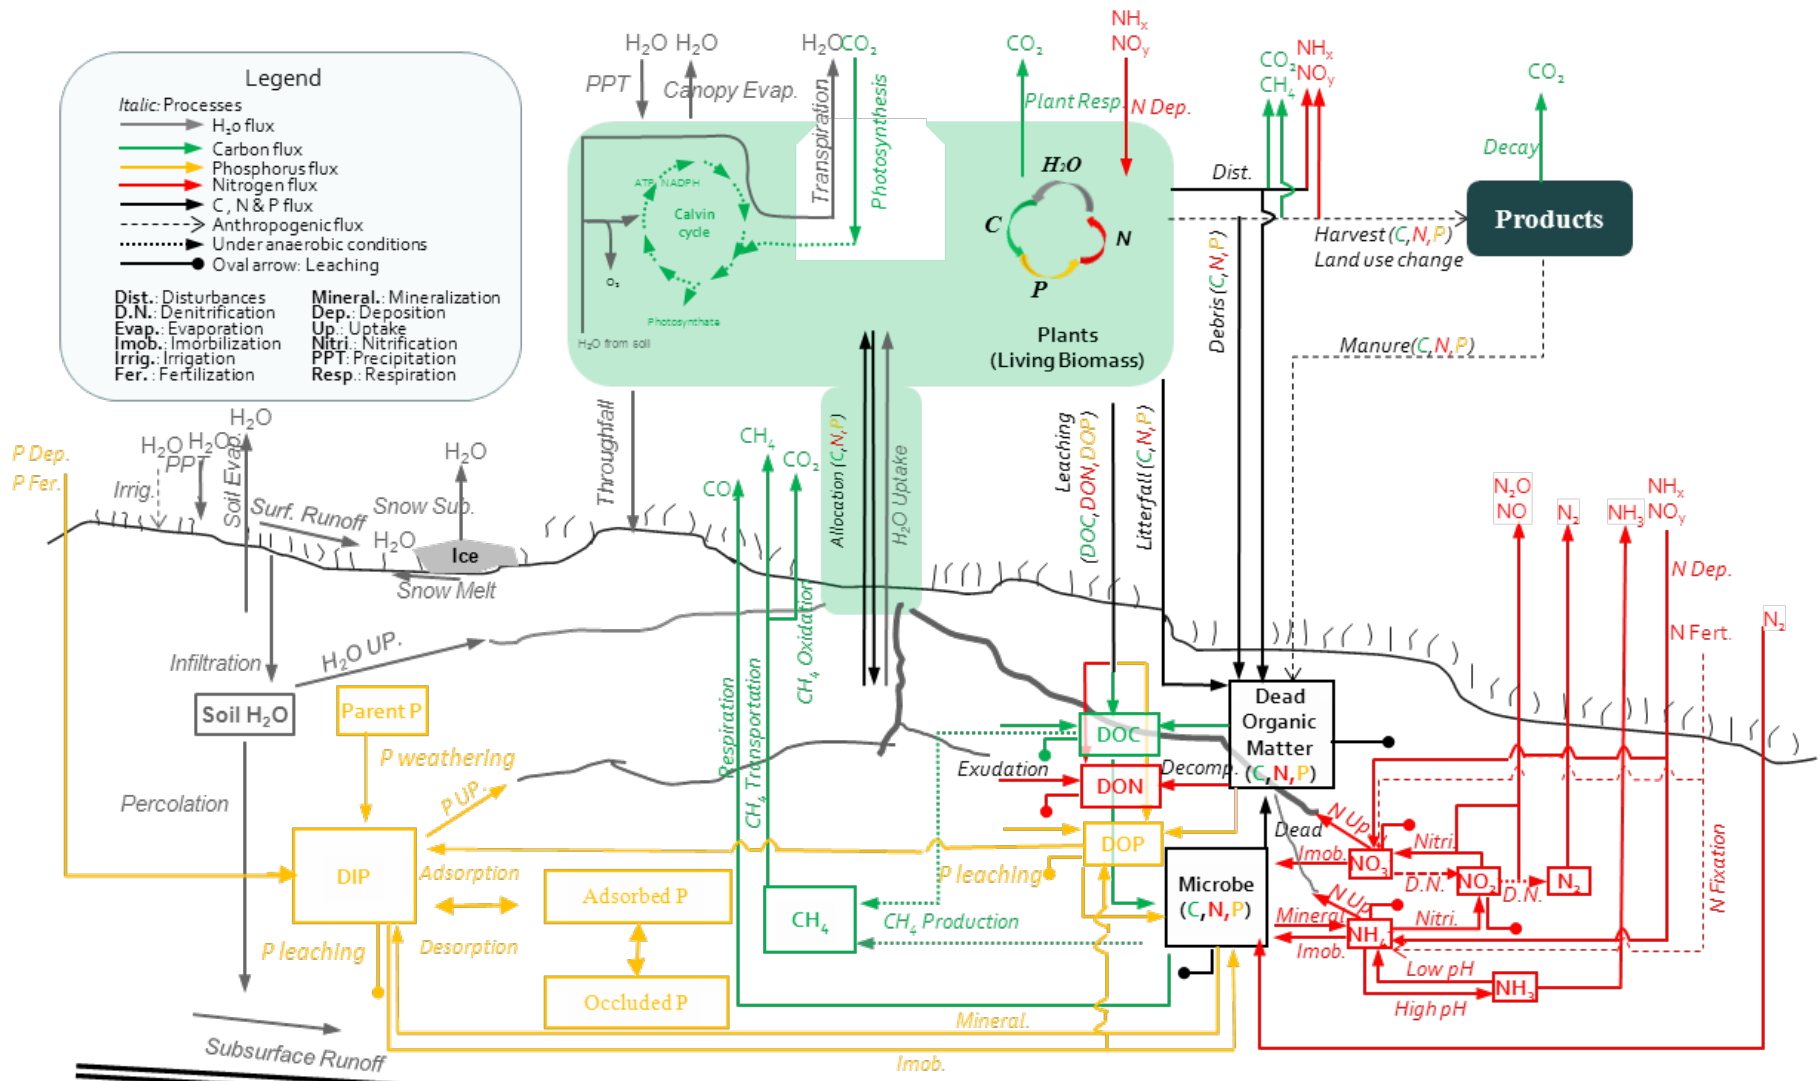 Legend
Italic: Processes
H₂o flux
Carbon flux
Phosphorus flux
Nitrogen flux
C, N & P flux
Anthropogenic flux
Under anaerobic conditions
Oval arrow: Leaching
Dist.: Disturbances
D.N.: Denitrification
Evap.: Evaporation
Imob.: Imorbilization
Irrig.: Irrigation
Fer.: Fertilization
Mineral.: Mineralization
Dep.: Deposition
Up.: Uptake
Nitri.: Nitrification
PPT: Precipitation
Resp.: Respiration
H₂O
H₂O
H₂O
CO₂
CO₂
NHₓ
NOᵧ
CO₂
CH₄
NHₓ
NOᵧ
CO₂
PPT
Canopy Evap.
Transpiration
Photosynthesis
Plant Resp.
N Dep.
Decay
ATP
NADPH
Calvin
cycle
O₂
Photosynthate
H₂O from soil
H₂O
C
N
P
Plants
(Living Biomass)
Dist.
Products
Harvest (C,N,P)
Land use change
Debris (C,N,P)
Manure(C,N,P)
Throughfall
Allocation (C,N,P)
H₂O Uptake
Leaching
(DOC,DON,DOP)
Litterfall (C,N,P)
P Dep.
P Fer.
H₂O
H₂O
H₂O
PPT
Irrig.
Soil Evap.
Surf. Runoff
Snow Sub.
H₂O
H₂O
Ice
Snow Melt
CH₄
CO₂
CO
Respiration
CH₄ Transportation
CH₄ Oxidation
Infiltration
H₂O UP.
Soil H₂O
Parent P
P weathering
P UP.
Percolation
DIP
Adsorption
Desorption
Adsorbed P
Occluded P
P leaching
Subsurface Runoff
CH₄
CH₄ Production
DOC
DON
DOP
Exudation
Decomp.
P leaching
Dead
Organic
Matter
(C,N,P)
Dead
Microbe
(C,N,P)
Mineral.
Imob.
N₂O
NO
N₂
NH₃
NHₓ
NOᵧ
N Dep.
N Fert.
N₂
N Fixation
N Up
Imob.
NO₃
Nitri.
D.N.
NO₂
D.N.
N₂
N Up
Mineral
Imob.
NH₄
Nitri.
Low pH
High pH
NH₃